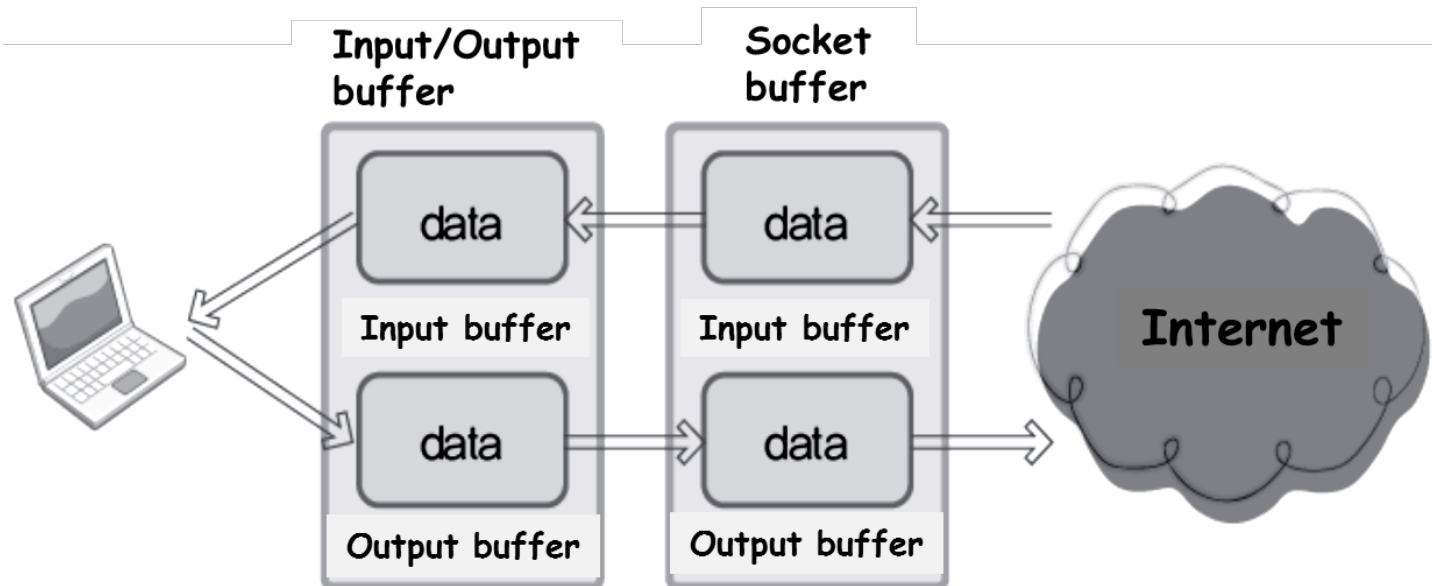 Input/Output
buffer
Socket
buffer
data
data
Input buffer
Input buffer
Internet
data
data
Output buffer
Output buffer